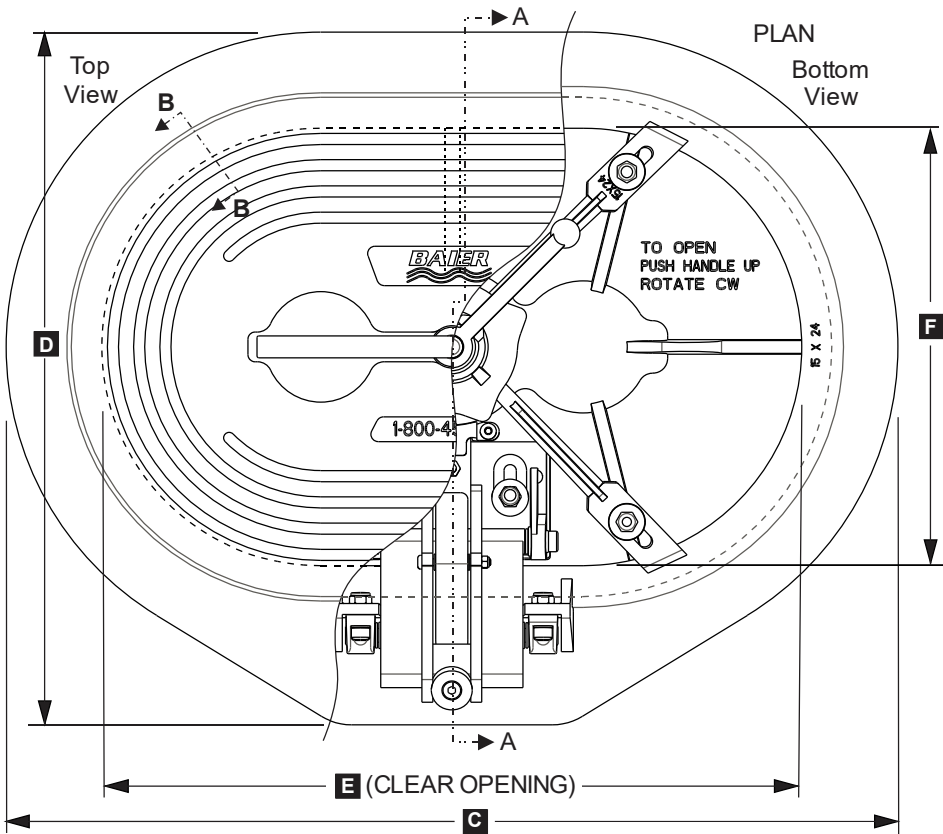 A
PLAN
Top
View
Bottom
View
B
B
15X24
BAIER
TO OPEN
PUSH HANDLE UP
ROTATE CW
D
F
15 X 24
1-800-4
A
E (CLEAR OPENING)
C